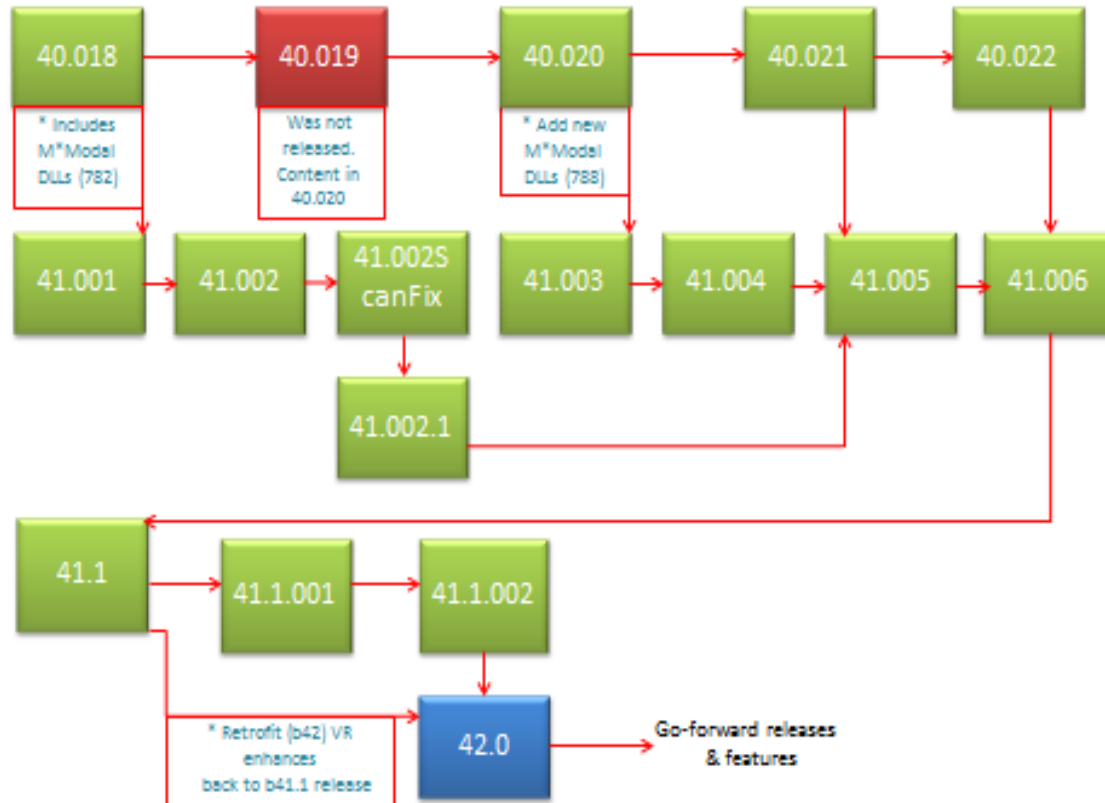 40.018
40.019
40.020
40.021
40.022
* Includes
M*Modal
DLLs (782)
Was not
released.
Content in
40.020
* Add new
M*Modal
DLLs (788)
41.001
41.002
41.002S
canFix
41.003
41.004
41.005
41.006
41.002.1
41.1
41.1.001
41.1.002
* Retrofit (b42) VR
enhances
back to b41.1 release
42.0
Go-forward releases
& features